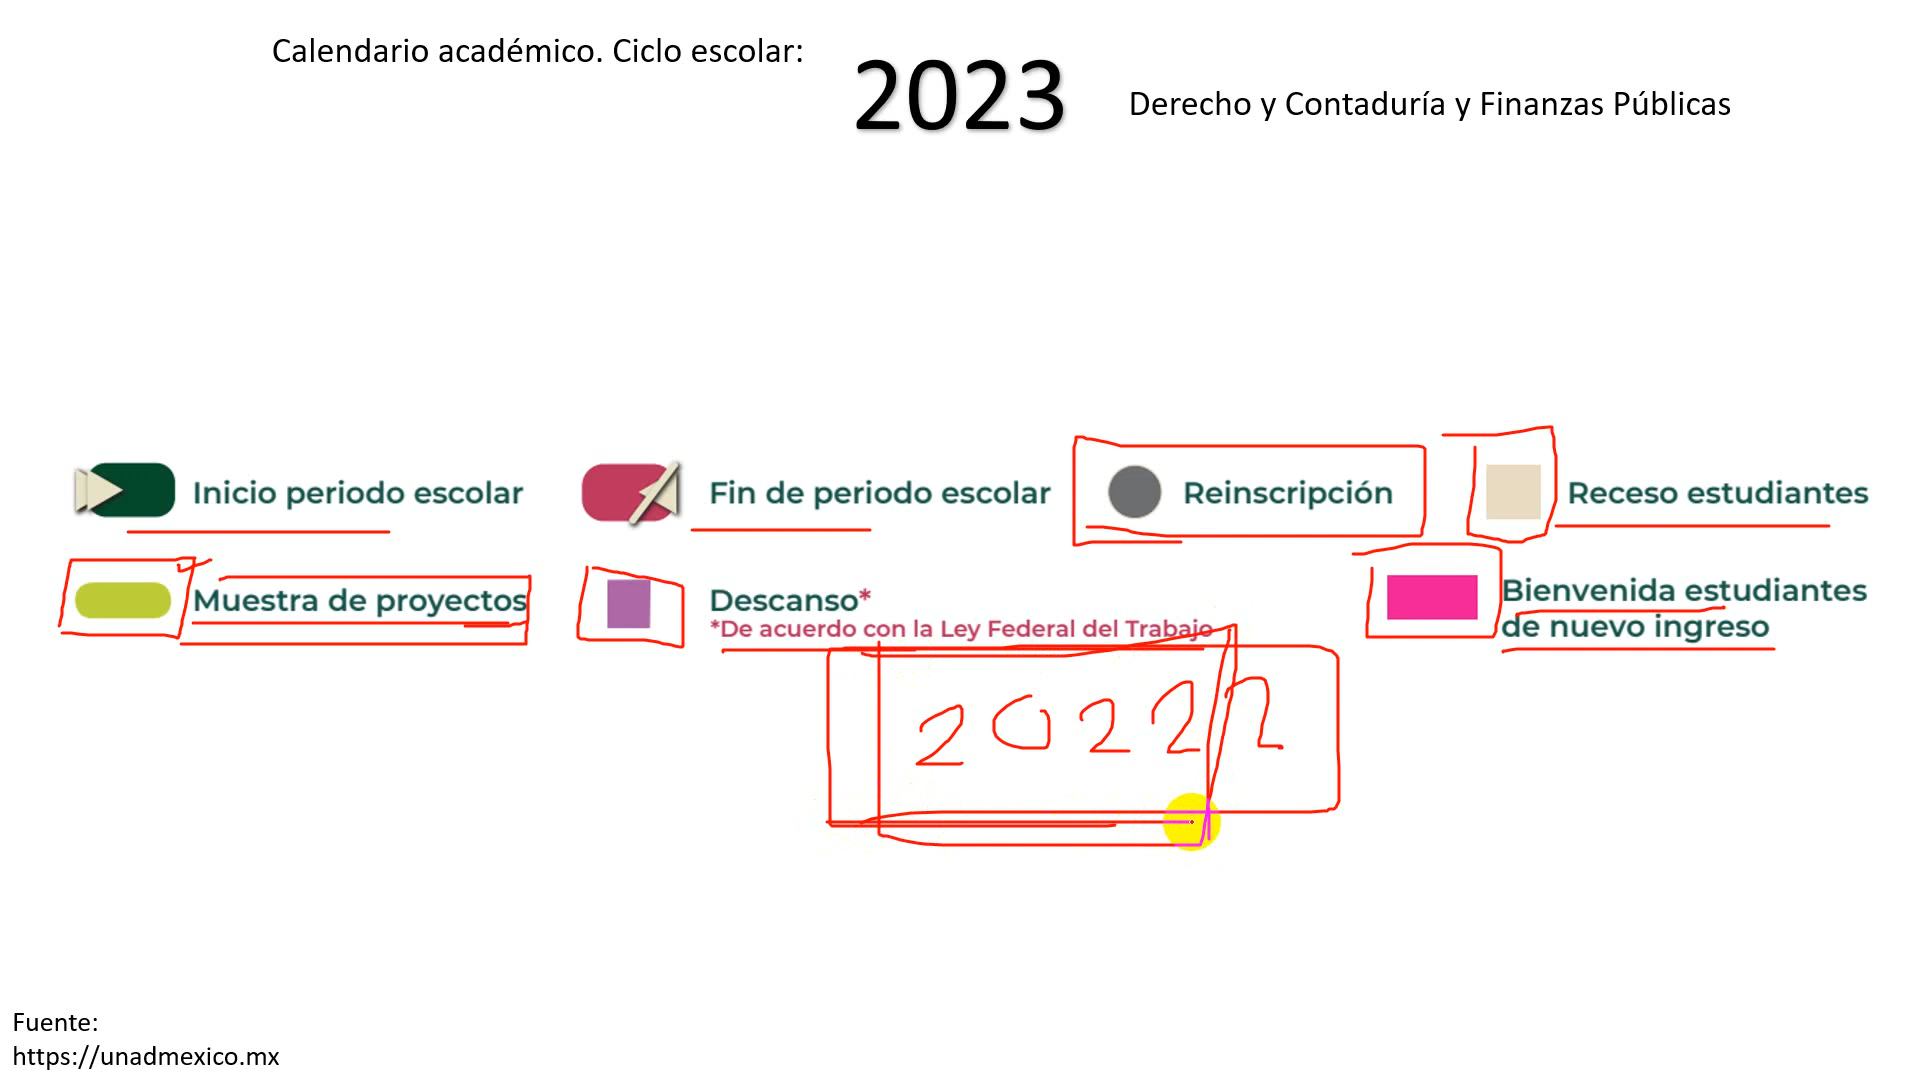 Calendario académico. Ciclo escolar:
2023
Derecho y Contaduría y Finanzas Públicas
Inicio periodo escolar
Fin de periodo escolar
Reinscripción
Receso estudiantes
Muestra de proyectos
Descanso*
*De acuerdo con la Ley Federal del Trabajo
Bienvenida estudiantes
de nuevo ingreso
2022
Fuente:
https://unadmexico.mx